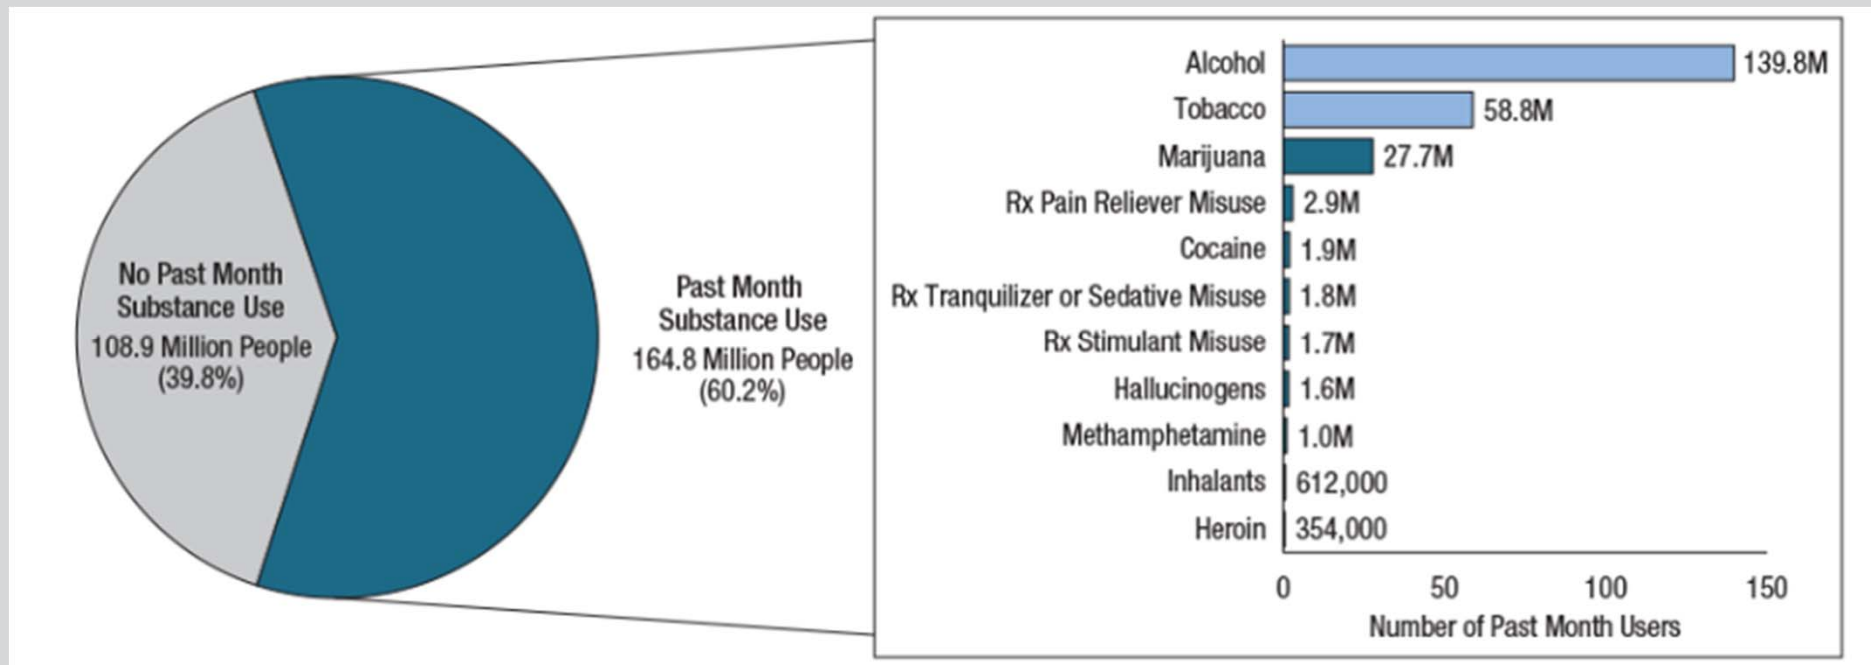 No Past Month
Substance Use
108.9 Million People
(39.8%)
Past Month
Substance Use
164.8 Million People
(60.2%)
Alcohol 139.8M
Tobacco 58.8M
Marijuana 27.7M
Rx Pain Reliever Misuse 2.9M
Cocaine 1.9M
Rx Tranquilizer or Sedative Misuse 1.8M
Rx Stimulant Misuse 1.7M
Hallucinogens 1.6M
Methamphetamine 1.0M
Inhalants 612,000
Heroin 354,000
0 50 100 150
Number of Past Month Users